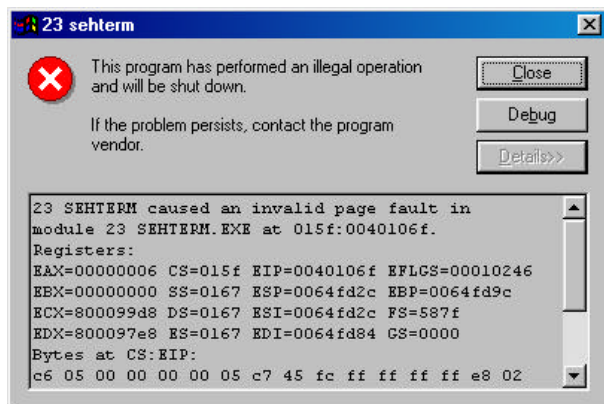 23 sehterm
This program has performed an illegal operation
and will be shut down.
If the problem persists, contact the program
vendor.
Close
Debug
Details>>
23 SEHTERM caused an invalid page fault in
module 23 SEHTERM.EXE at 015f:0040106f.
Registers:
EAX=00000006 CS=015f EIP=0040106f EFLGS=00010246
EBX=00000000 SS=0167 ESP=0064fd2c EBP=0064fd9c
ECX=800099d8 DS=0167 ESI=0064fd2c FS=587f
EDX=800097e8 ES=0167 EDI=0064fd84 GS=0000
Bytes at CS:EIP:
c6 05 00 00 00 00 05 c7 45 fc ff ff ff ff e8 02